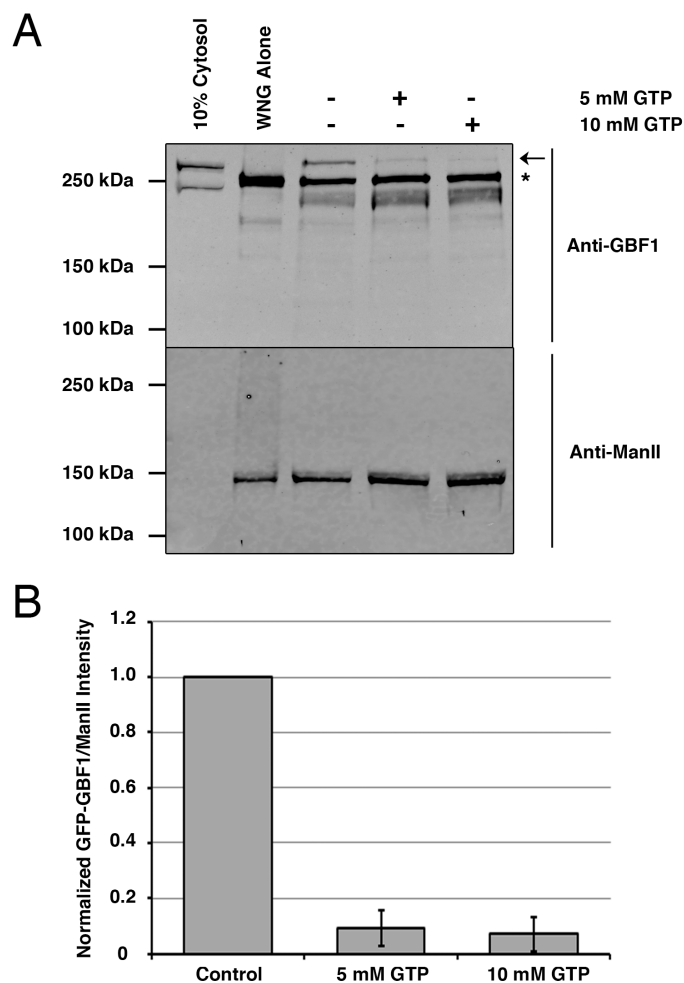 A
10% Cytosol
WNG Alone
- + - 5 mM GTP
- - + 10 mM GTP
250 kDa
*
150 kDa
100 kDa
Anti-GBF1
250 kDa
150 kDa
100 kDa
Anti-ManII
B
Normalized GFP-GBF1/ManII Intensity
1.2
1.0
0.8
0.6
0.4
0.2
0
Control
5 mM GTP
10 mM GTP